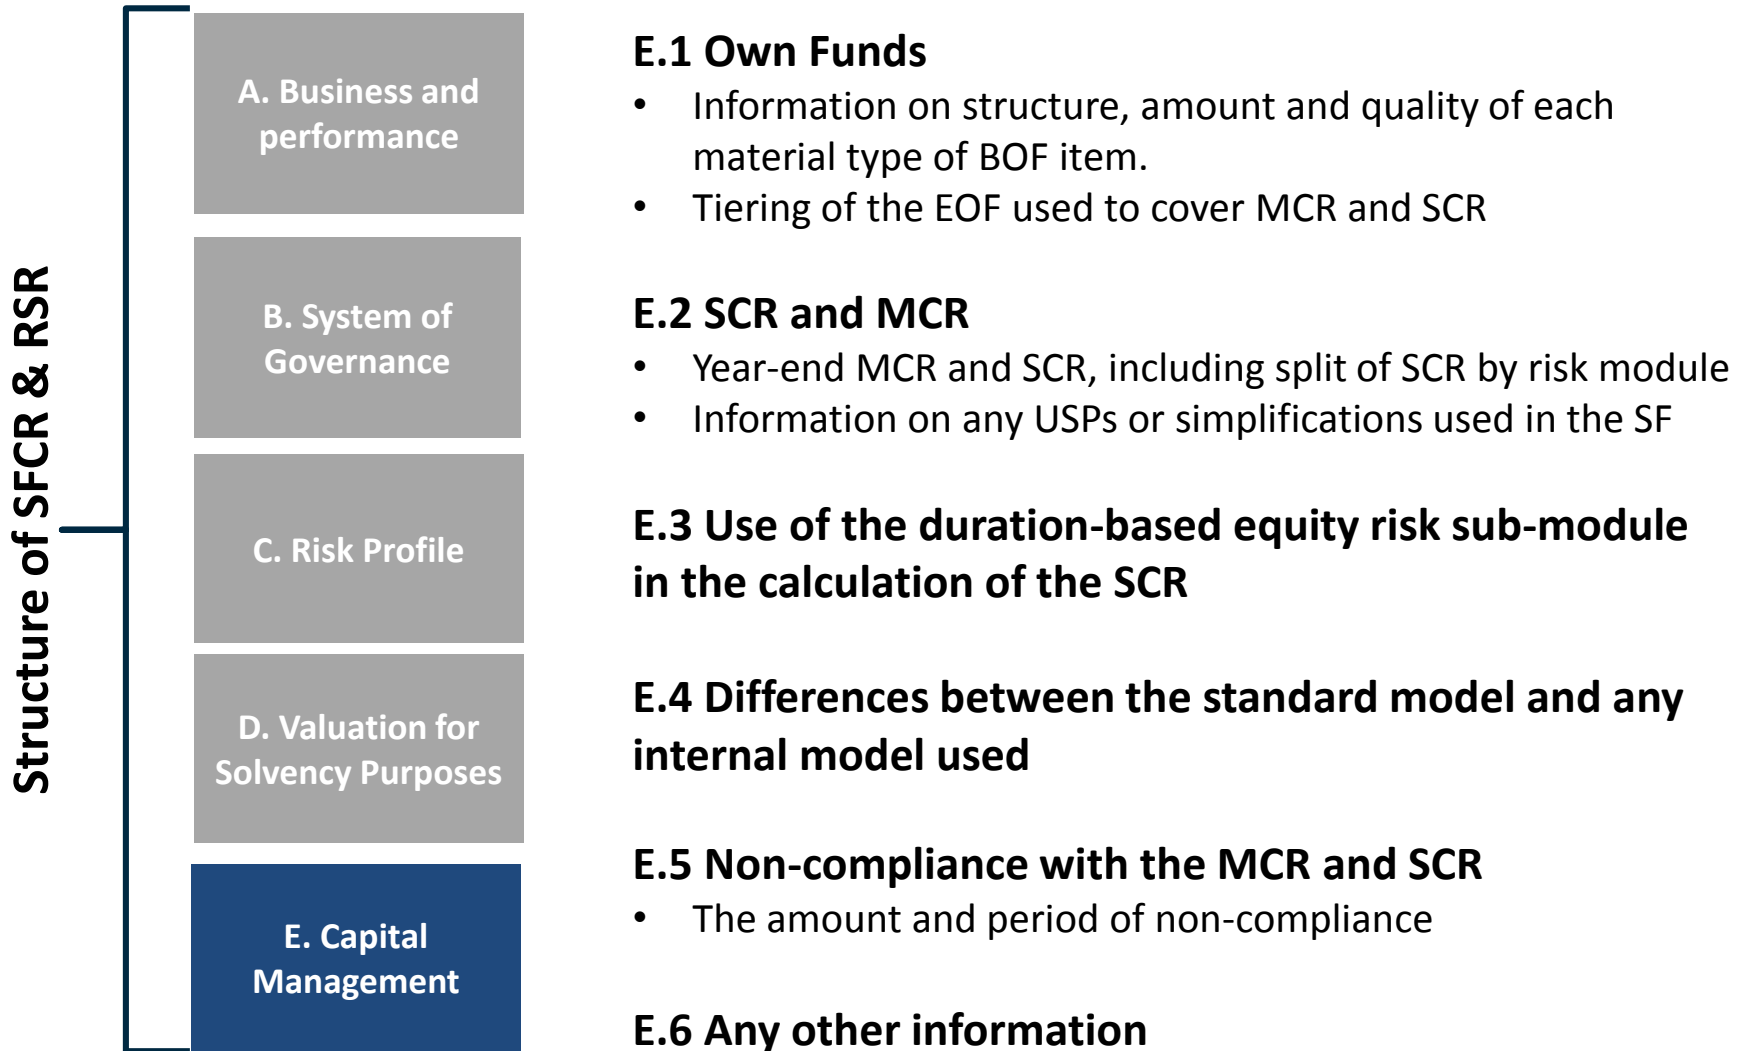 Structure of SFCR & RSR
A. Business and
performance
B. System of
Governance
C. Risk Profile
D. Valuation for
Solvency Purposes
E. Capital
Management
E.1 Own Funds
• Information on structure, amount and quality of each
material type of BOF item.
• Tiering of the EOF used to cover MCR and SCR
E.2 SCR and MCR
• Year-end MCR and SCR, including split of SCR by risk module
• Information on any USPs or simplifications used in the SF
E.3 Use of the duration-based equity risk sub-module
in the calculation of the SCR
E.4 Differences between the standard model and any
internal model used
E.5 Non-compliance with the MCR and SCR
• The amount and period of non-compliance
E.6 Any other information